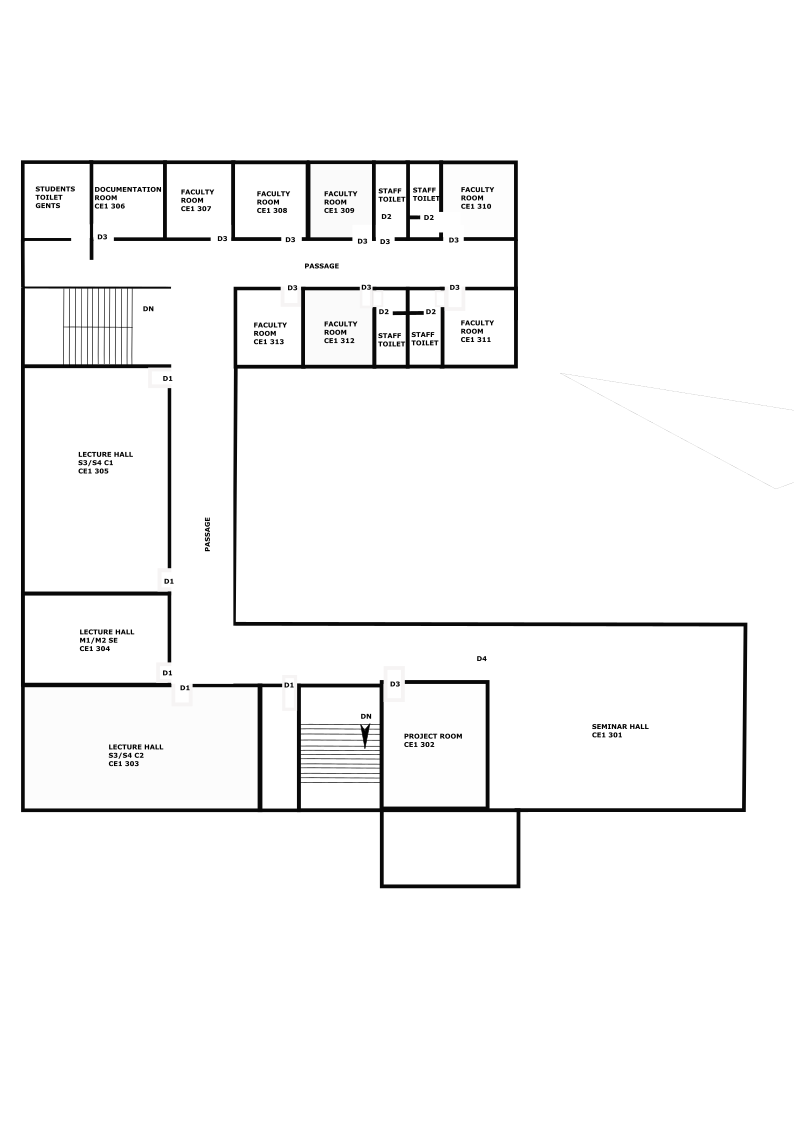 STUDENTS
TOILET
GENTS
DOCUMENTATION
ROOM
CE1 306
FACULTY
ROOM
CE1 307
FACULTY
ROOM
CE1 308
FACULTY
ROOM
CE1 309
STAFF
TOILET
D2
STAFF
TOILET
D2
FACULTY
ROOM
CE1 310
D3
D3
D3
D3
D3
D3
PASSAGE
D3
D3
D3
DN
FACULTY
ROOM
CE1 313
FACULTY
ROOM
CE1 312
D2
STAFF
TOILET
D2
STAFF
TOILET
FACULTY
ROOM
CE1 311
D1
LECTURE HALL
S3/S4 C1
CE1 305
PASSAGE
D1
LECTURE HALL
M1/M2 SE
CE1 304
D1
D4
D1
D1
D3
DN
LECTURE HALL
S3/S4 C2
CE1 303
PROJECT ROOM
CE1 302
SEMINAR HALL
CE1 301